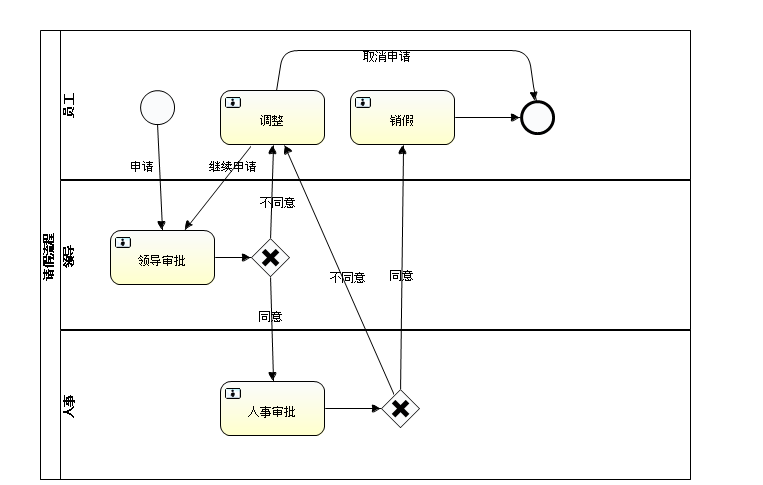 请假流程
员工
取消申请
调整
销假
申请
继续申请
不同意
领导
领导审批
不同意
同意
同意
人事
人事审批